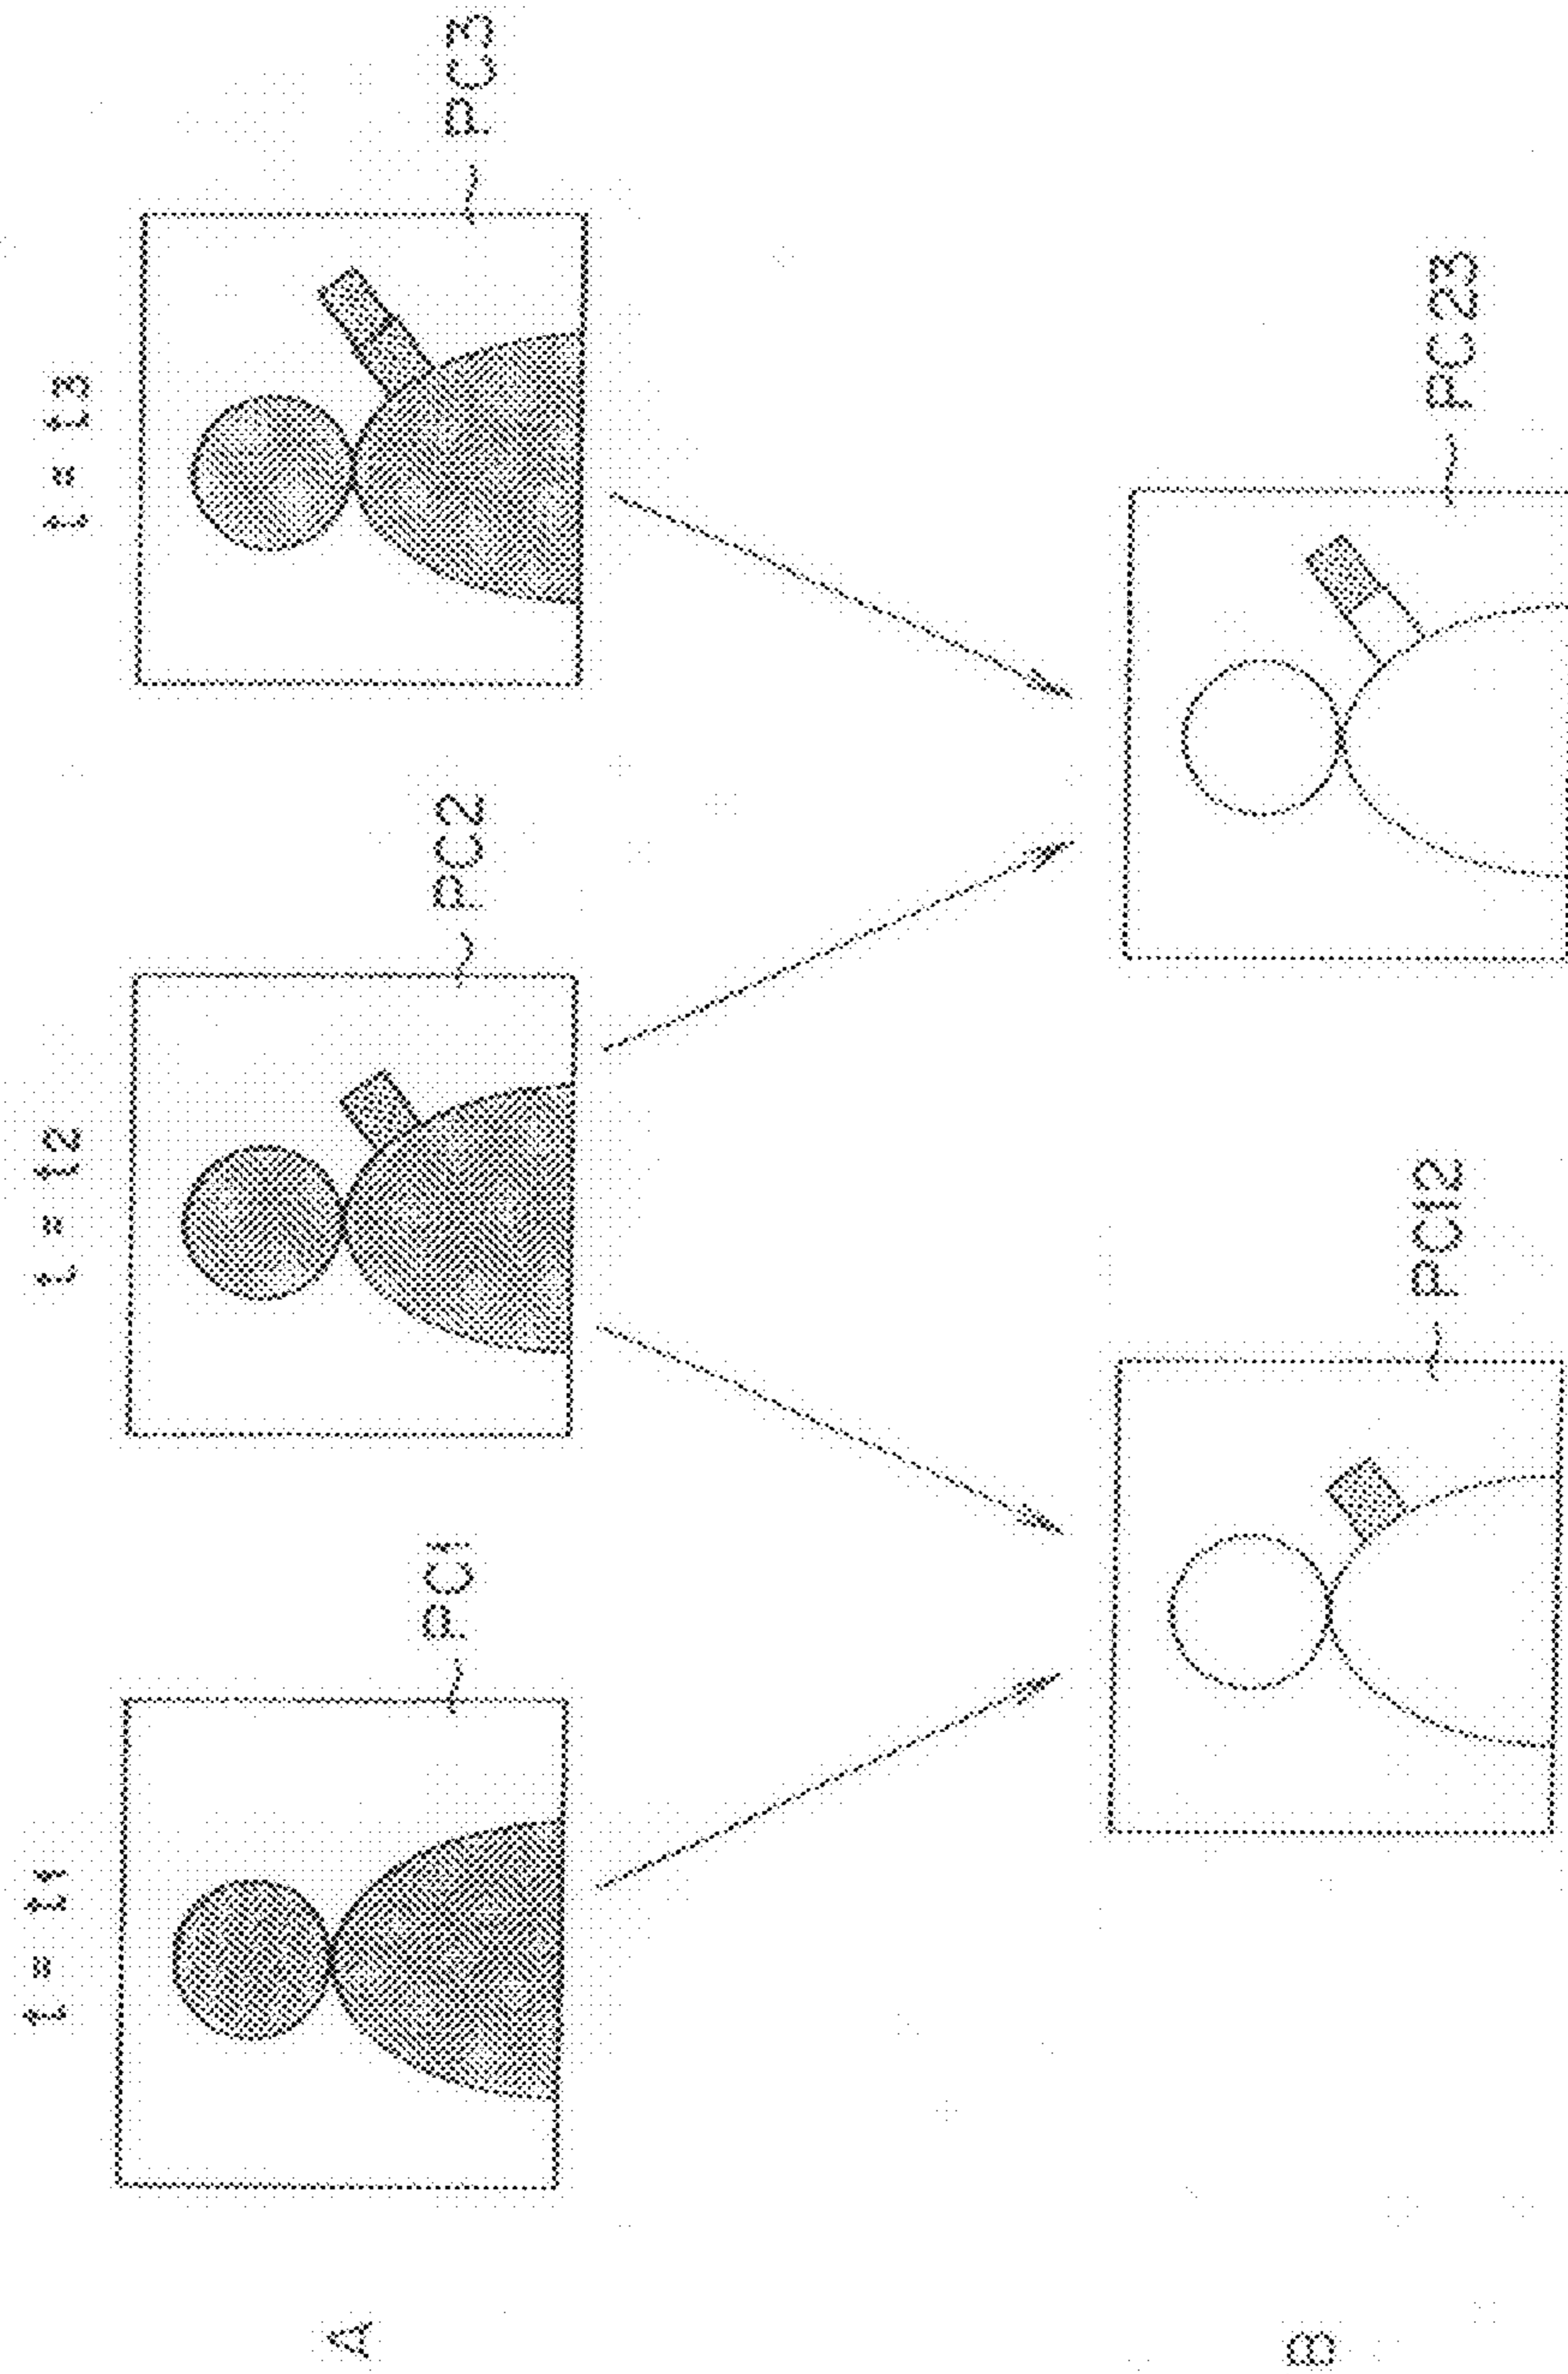 t = t1
t = t2
t = t3
A
PC1
PC2
PC3
B
PC12
PC23